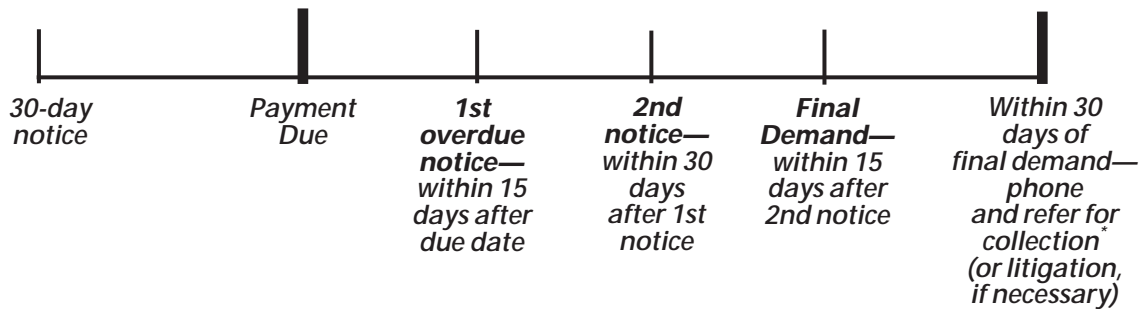 30-day
notice
Payment
Due
1st
overdue
notice—
within 15
days after
due date
2nd
notice—
within 30
days
after 1st
notice
Final
Demand—
within 15
days after
2nd notice
Within 30
days of
final demand—
phone
and refer for
collection*
(or litigation,
if necessary)